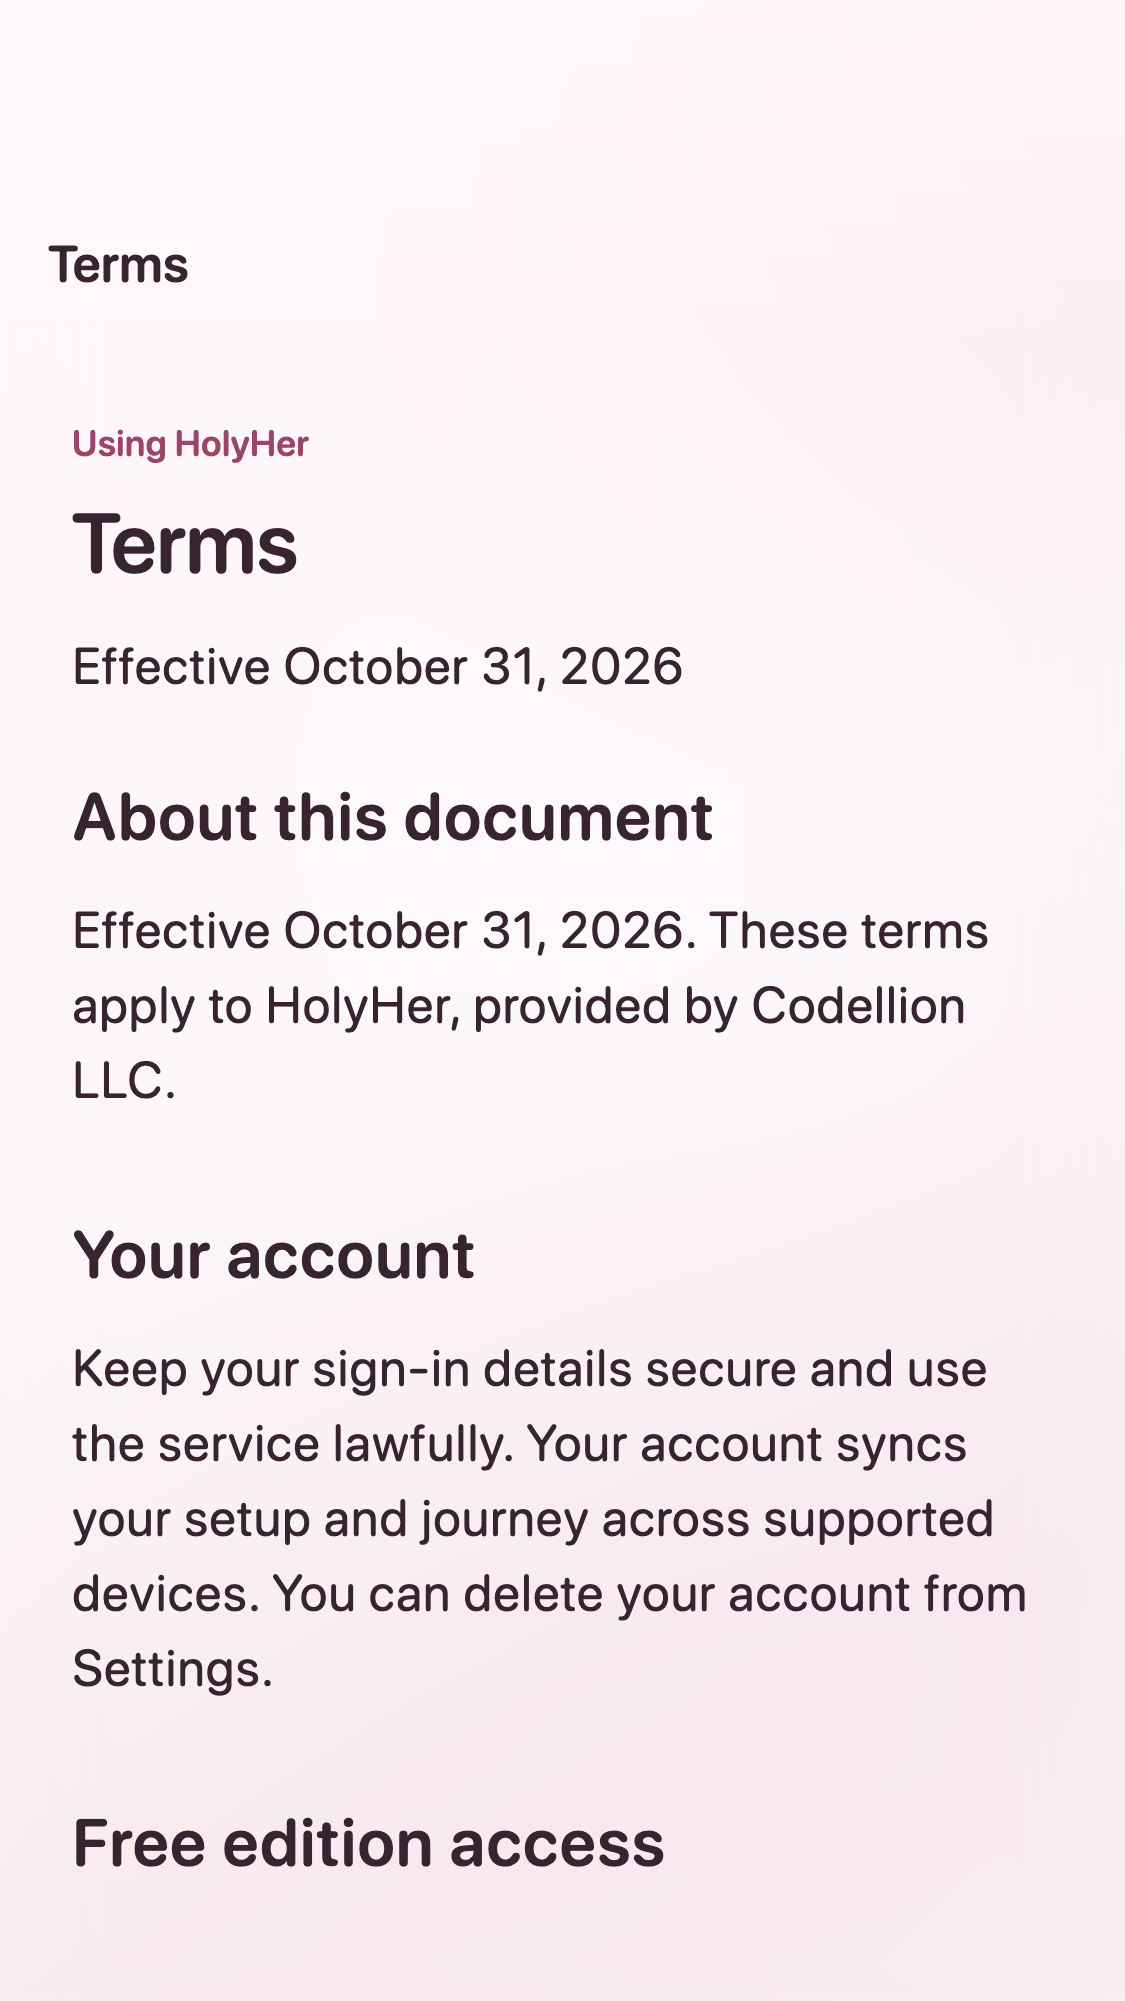 Terms
Using HolyHer
Terms
Effective October 31, 2026
About this document
Effective October 31, 2026. These terms
apply to HolyHer, provided by Codellion
LLC.
Your account
Keep your sign-in details secure and use
the service lawfully. Your account syncs
your setup and journey across supported
devices. You can delete your account from
Settings.
Free edition access